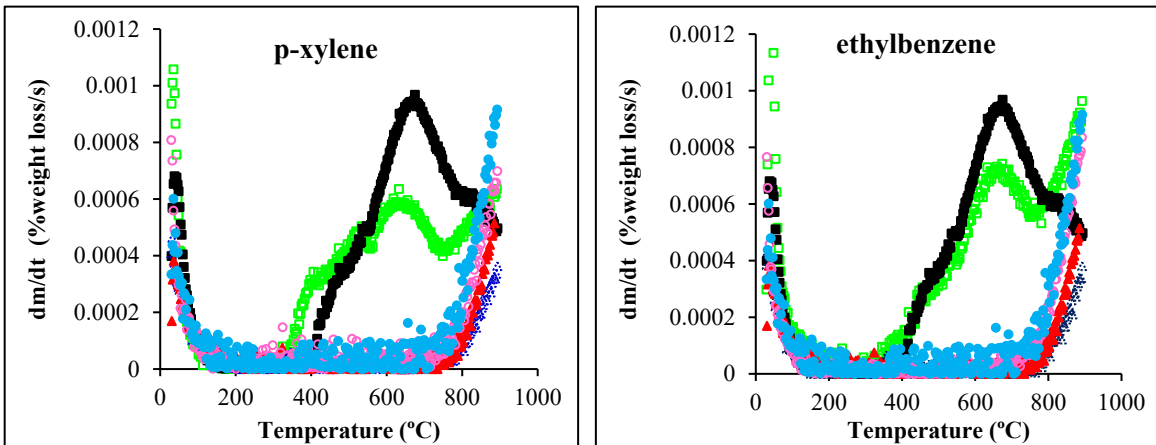 p-xylene
dm/dt (%weight loss/s)
0.0012
0.001
0.0008
0.0006
0.0004
0.0002
0
0 200 400 600 800 1000
Temperature (ºC)
ethylbenzene
dm/dt (%weight loss/s)
0.0012
0.001
0.0008
0.0006
0.0004
0.0002
0
0 200 400 600 800 1000
Temperature (ºC)